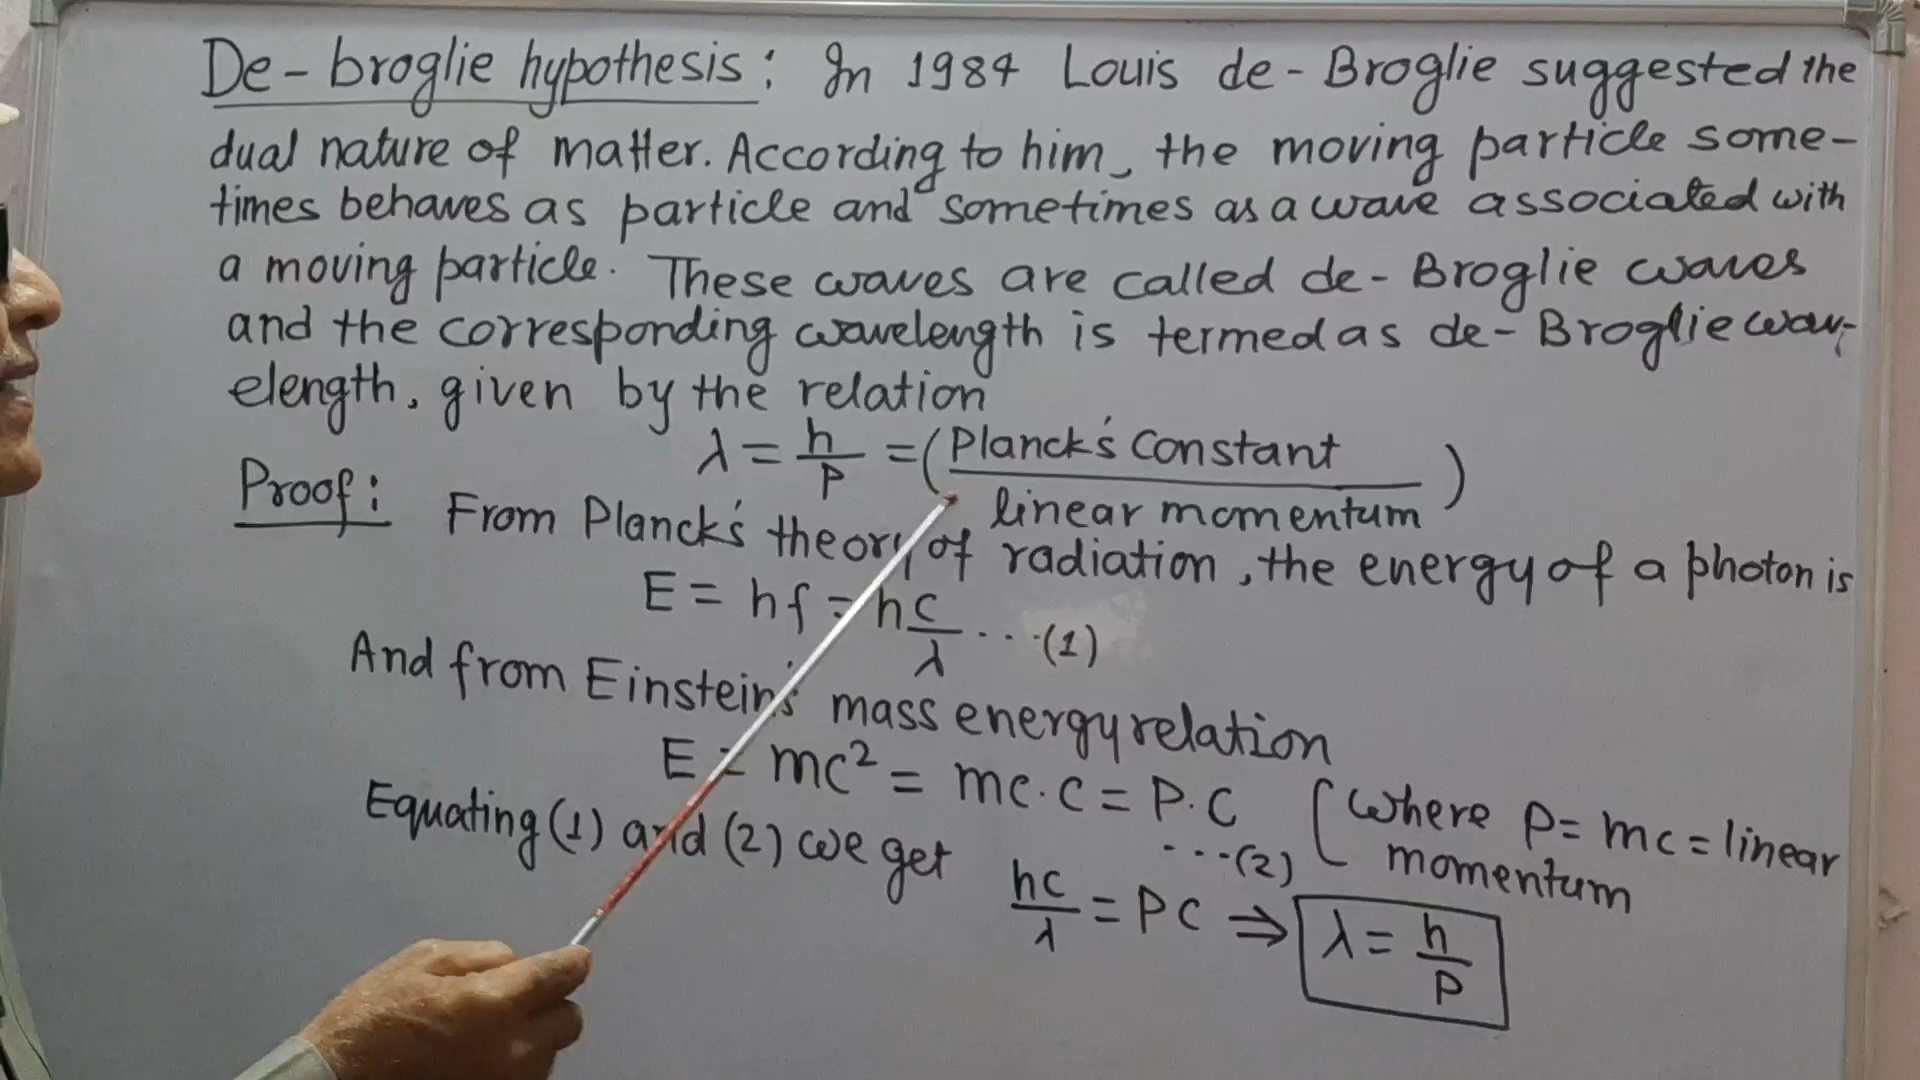 De-broglie hypothesis: In 1984 Louis de-Broglie suggested the
dual nature of matter. According to him, the moving particle some-
times behaves as particle and sometimes as a wave associated with
a moving particle. These waves are called de-Broglie waves
and the corresponding wavelength is termed as de-Broglie wav-
elength, given by the relation
λ = h/P = (Planck's Constant / linear momentum)
Proof: From Planck's theory of radiation, the energy of a photon is
E = hf = h c/λ ....(1)
And from Einstein's mass energy relation
E = mc² = mc.c = P.C ...(2) [where P = mc = linear
momentum
Equating (1) and (2) we get
hc/λ = PC ⇒ λ = h/P